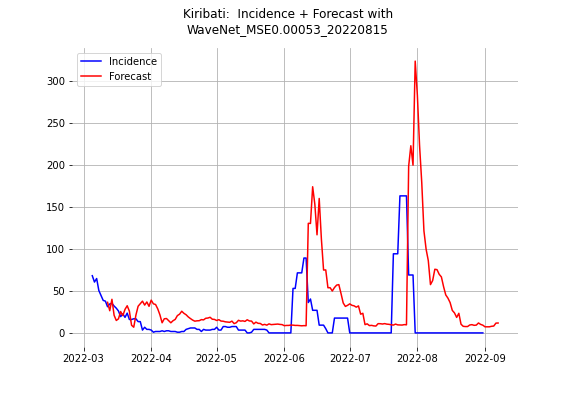 Kiribati:  Incidence + Forecast with
WaveNet_MSE0.00053_20220815
Incidence
Forecast
300
250
200
150
100
50
0
2022-03 2022-04 2022-05 2022-06 2022-07 2022-08 2022-09